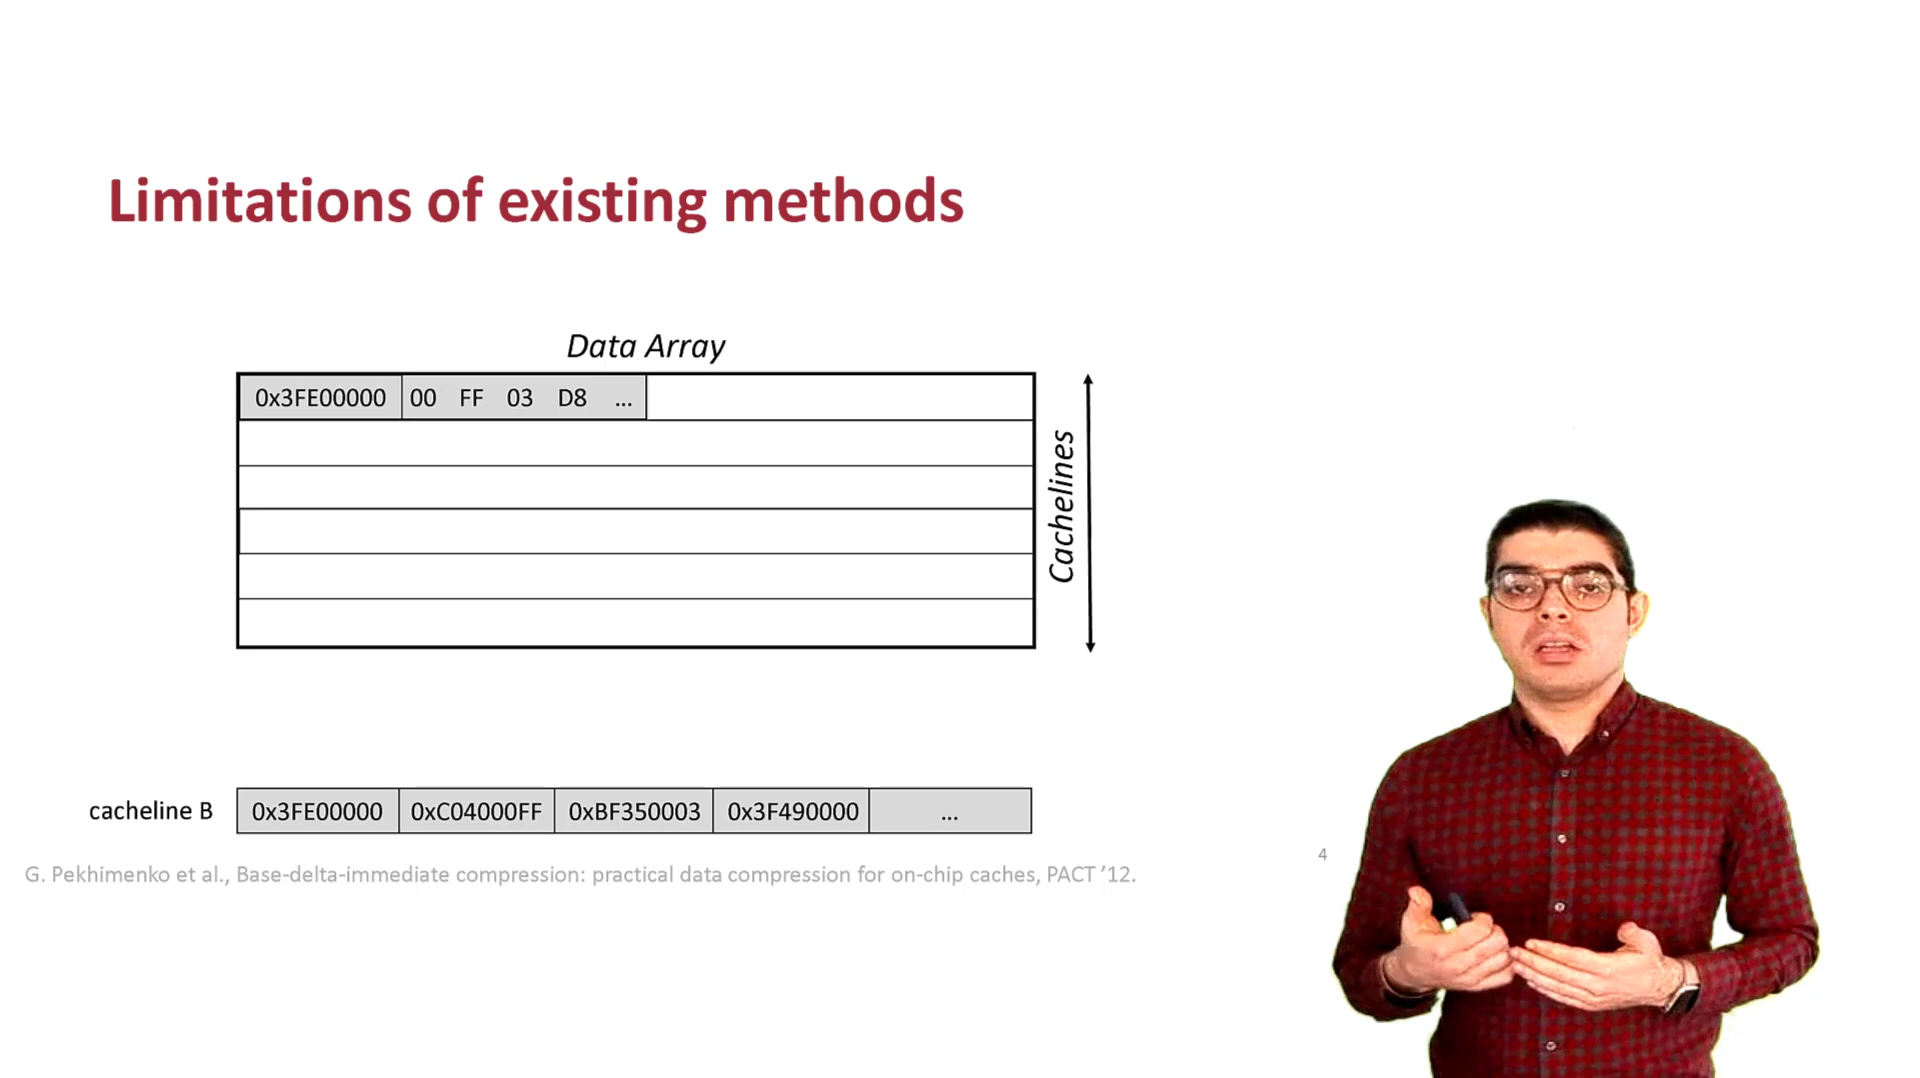 Limitations of existing methods
Data Array
0x3FE00000 00 FF 03 D8 ...
Cachelines
cacheline B 0x3FE00000 0xC04000FF 0xBF350003 0x3F490000 ...
4
G. Pekhimenko et al., Base-delta-immediate compression: practical data compression for on-chip caches, PACT ’12.